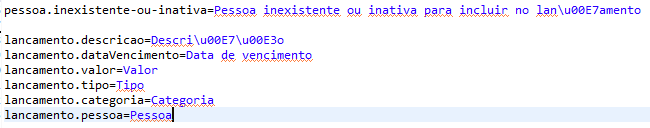 pessoa.inexistente-ou-inativa=Pessoa inexistente ou inativa para incluir no lan\u00E7amento
lancamento.descricao=Descri\u00E7\u00E3o
lancamento.dataVencimento=Data de vencimento
lancamento.valor=Valor
lancamento.tipo=Tipo
lancamento.categoria=Categoria
lancamento.pessoa=Pessoa